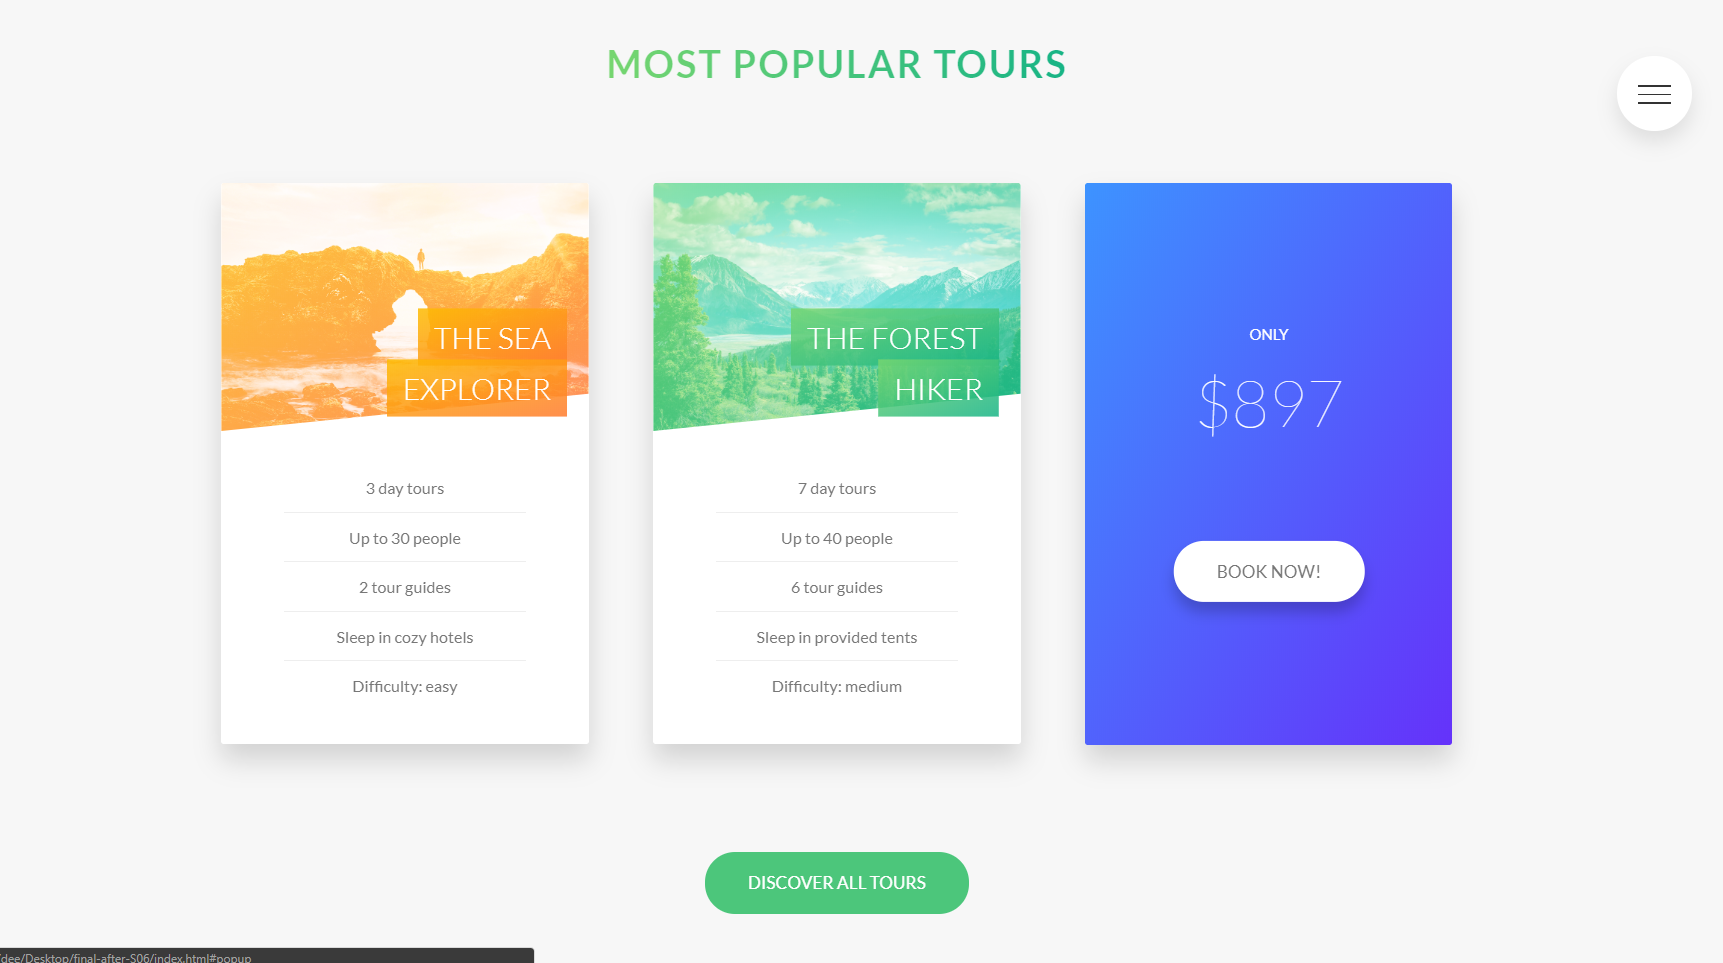 MOST POPULAR TOURS
THE SEA
EXPLORER
3 day tours
Up to 30 people
2 tour guides
Sleep in cozy hotels
Difficulty: easy
THE FOREST
HIKER
7 day tours
Up to 40 people
6 tour guides
Sleep in provided tents
Difficulty: medium
ONLY
$897
BOOK NOW!
DISCOVER ALL TOURS
/dee/Desktop/final-after-S06/index.html#popup